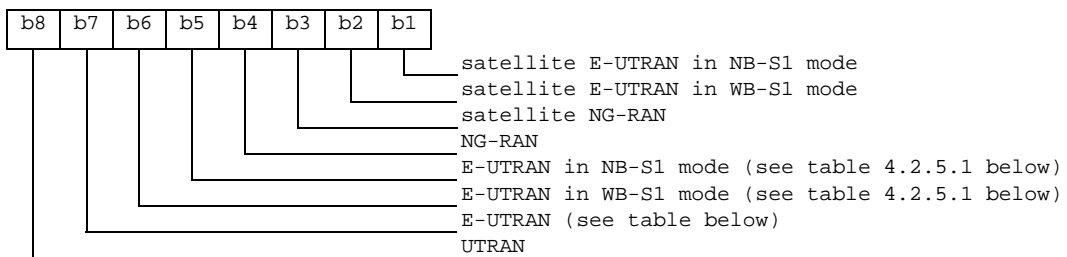 b8 b7 b6 b5 b4 b3 b2 b1
satellite E-UTRAN in NB-S1 mode
satellite E-UTRAN in WB-S1 mode
satellite NG-RAN
NG-RAN
E-UTRAN in NB-S1 mode (see table 4.2.5.1 below)
E-UTRAN in WB-S1 mode (see table 4.2.5.1 below)
E-UTRAN (see table below)
UTRAN